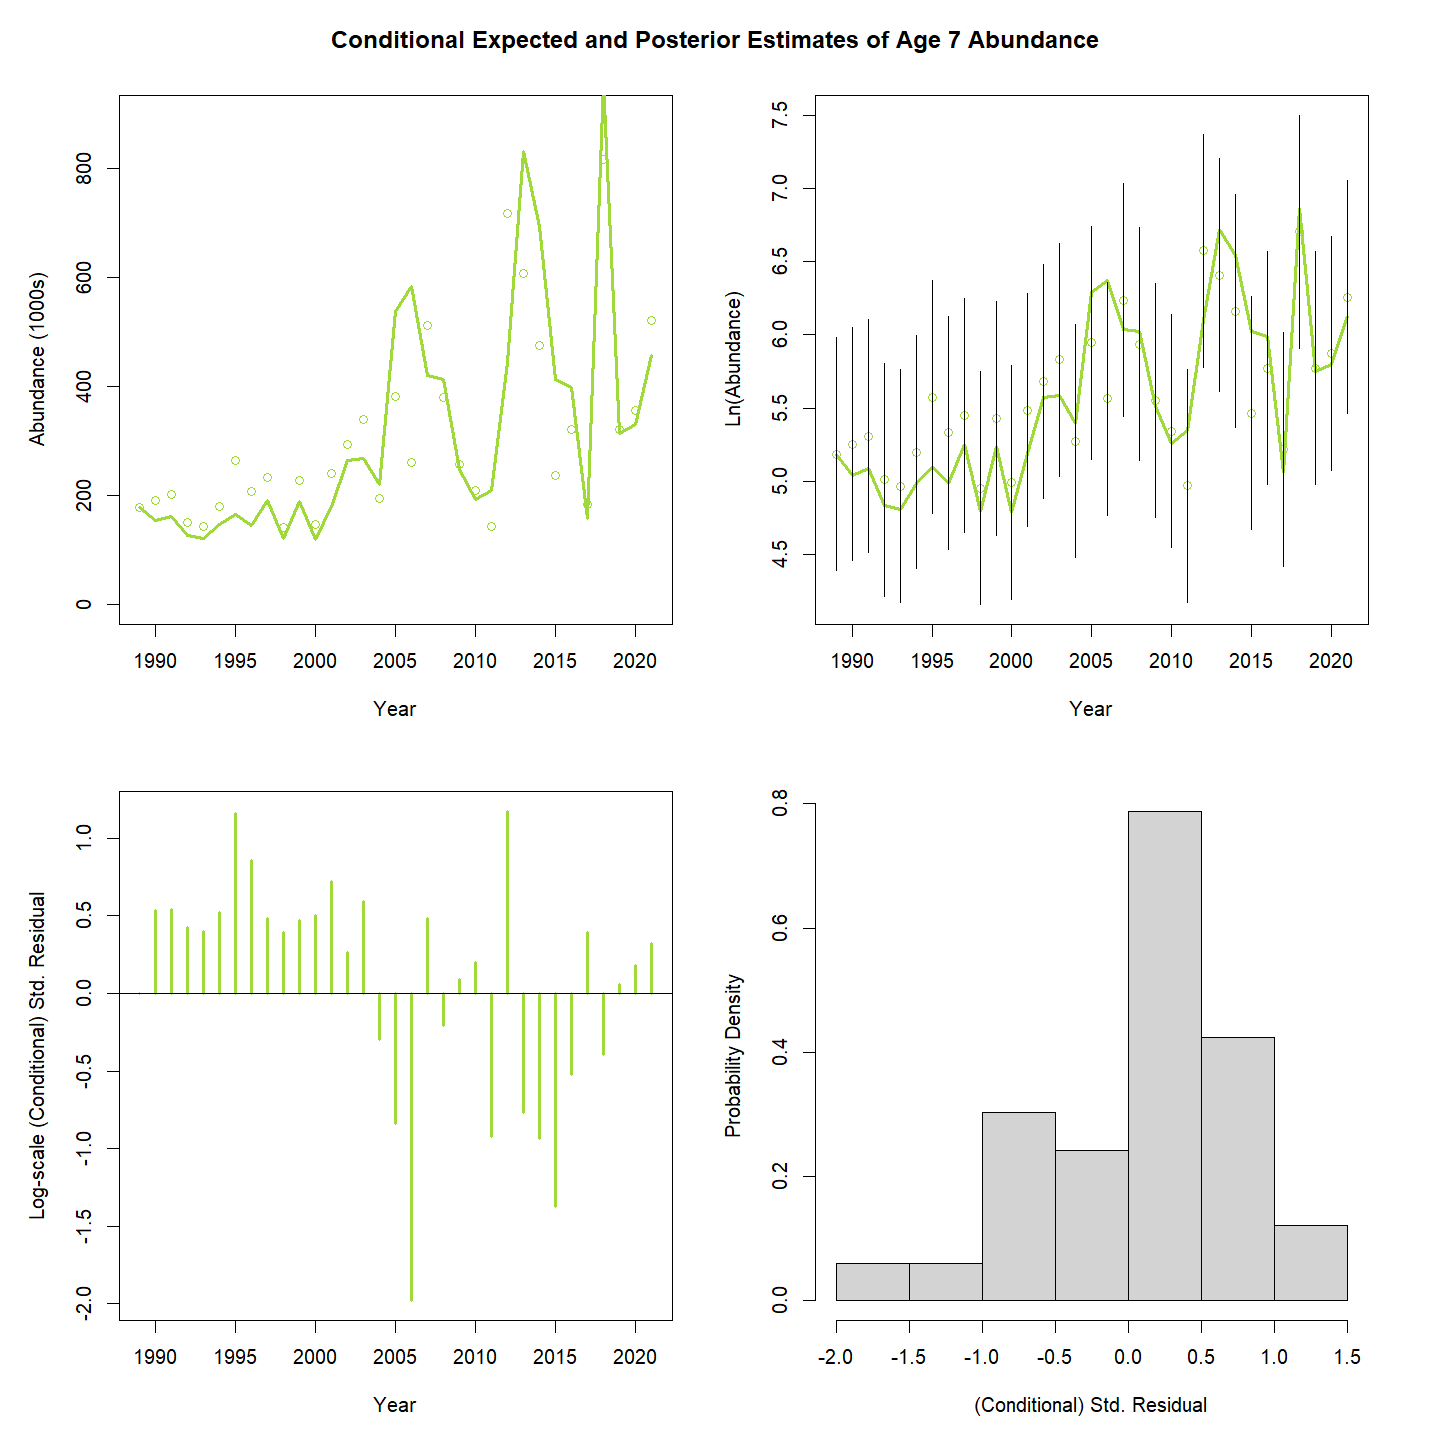 Conditional Expected and Posterior Estimates of Age 7 Abundance
Abundance (1000s)
800
600
400
200
0
1990 1995 2000 2005 2010 2015 2020
Year
Ln(Abundance)
7.5
7.0
6.5
6.0
5.5
5.0
4.5
1990 1995 2000 2005 2010 2015 2020
Year
Log-scale (Conditional) Std. Residual
1.0
0.5
0.0
-0.5
-1.0
-1.5
-2.0
1990 1995 2000 2005 2010 2015 2020
Year
Probability Density
0.8
0.6
0.4
0.2
0.0
-2.0 -1.5 -1.0 -0.5 0.0 0.5 1.0 1.5
(Conditional) Std. Residual